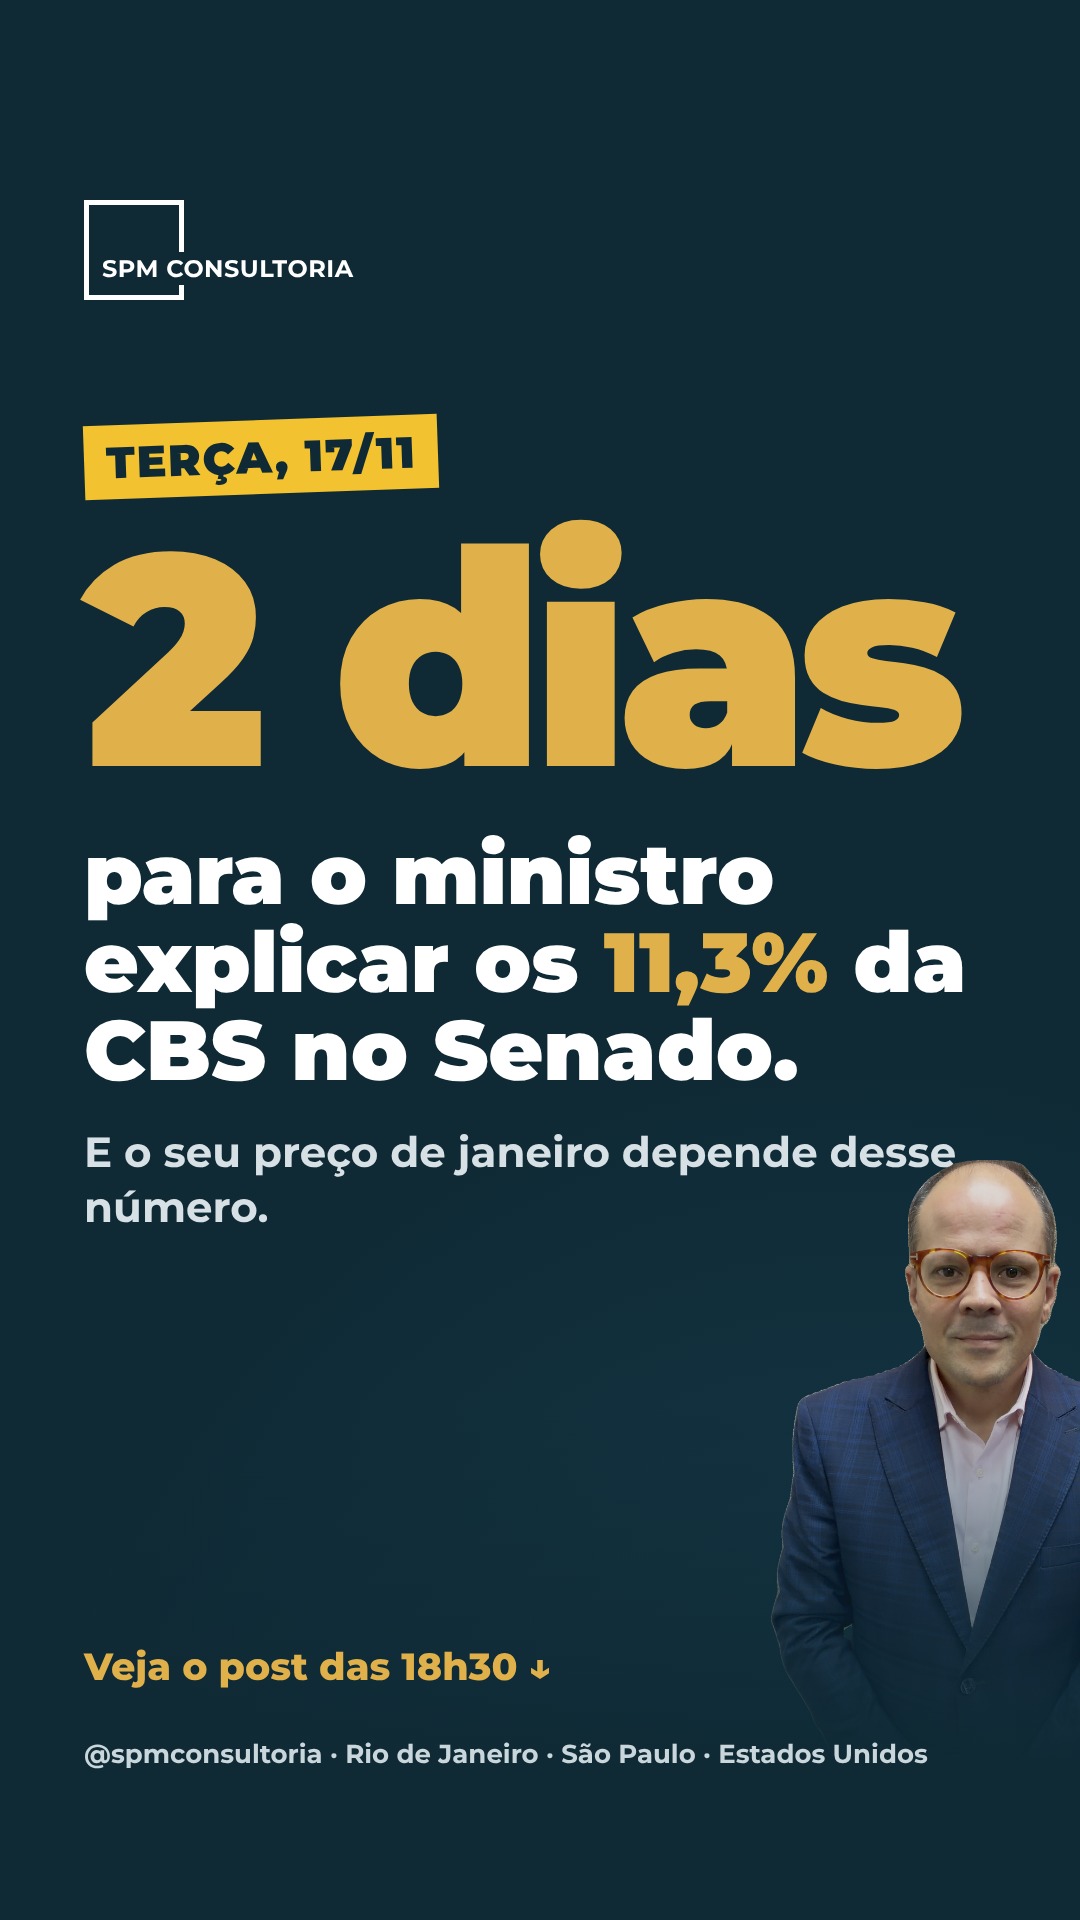 SPM CONSULTORIA
TERÇA, 17/11
2 dias
para o ministro
explicar os 11,3% da
CBS no Senado.
E o seu preço de janeiro depende desse
número.
Veja o post das 18h30 ↓
@spmconsultoria · Rio de Janeiro · São Paulo · Estados Unidos